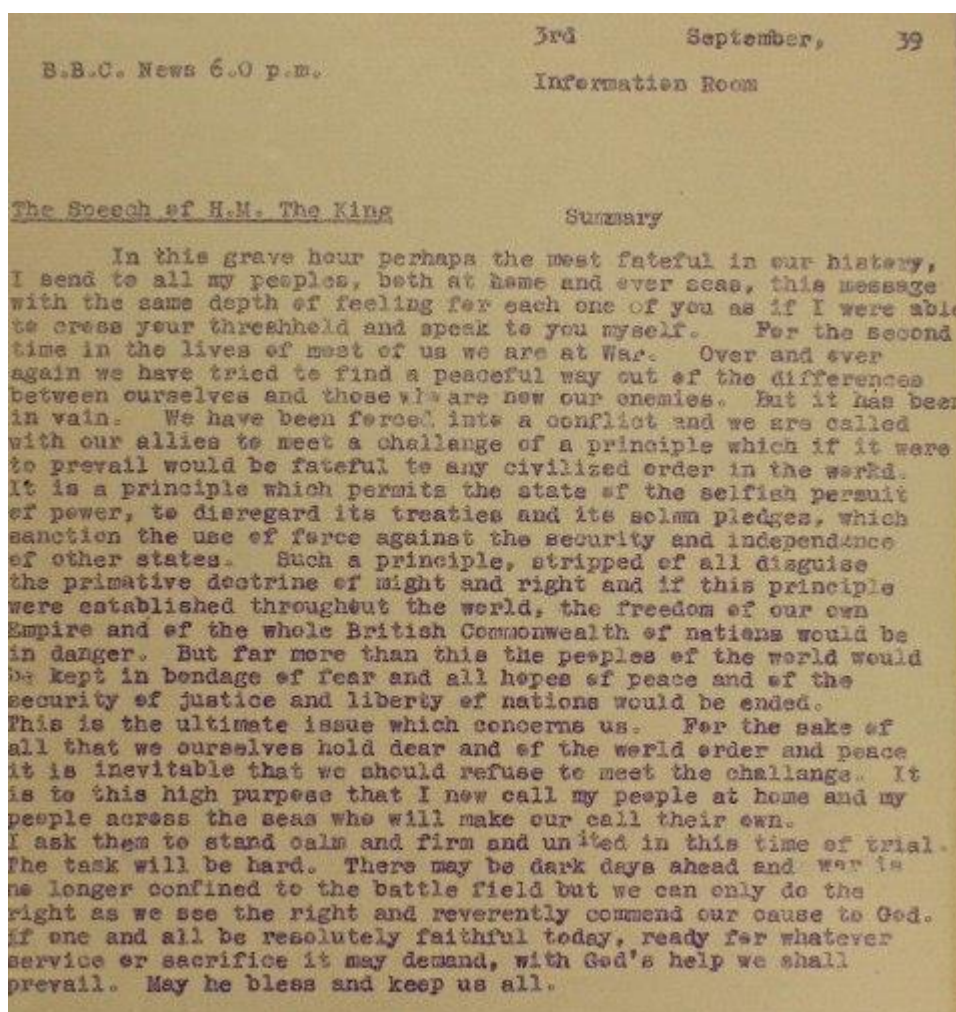 3rd September, 39
B.B.C. News 6.0 p.m.
Information Room
The Speech of H.M. The King Summary
In this grave hour perhaps the most fateful in our history,
I send to all my peoples, both at home and over seas, this message
with the same depth of feeling for each one of you as if I were able
to cross your threshhold and speak to you myself. For the second
time in the lives of most of us we are at War. Over and over
again we have tried to find a peaceful way out of the differences
between ourselves and those who are now our enemies. But it has been
in vain. We have been forced into a conflict and we are called
with our allies to meet a challange of a principle which if it were
to prevail would be fateful to any civilized order in the workd.
It is a principle which permits the state of the selfish persuit
of power, to disregard its treaties and its solmn pledges, which
sanction the use of force against the security and independance
of other states. Such a principle, stripped of all disguise
the primative doctrine of might and right and if this principle
were established throughout the world, the freedom of our own
Empire and of the whole British Commonwealth of nations would be
in danger. But far more than this the peoples of the world would
be kept in bondage of fear and all hopes of peace and of the
security of justice and liberty of nations would be ended.
This is the ultimate issue which concerns us. For the sake of
all that we ourselves hold dear and of the world order and peace
it is inevitable that we should refuse to meet the challange. It
is to this high purpose that I now call my people at home and my
people across the seas who will make our call their own.
I ask them to stand calm and firm and united in this time of trial.
The task will be hard. There may be dark days ahead and war is
no longer confined to the battle field but we can only do the
right as we see the right and reverently commend our cause to God.
if one and all be resolutely faithful today, ready for whatever
service or sacrifice it may demand, with God's help we shall
prevail. May he bless and keep us all.